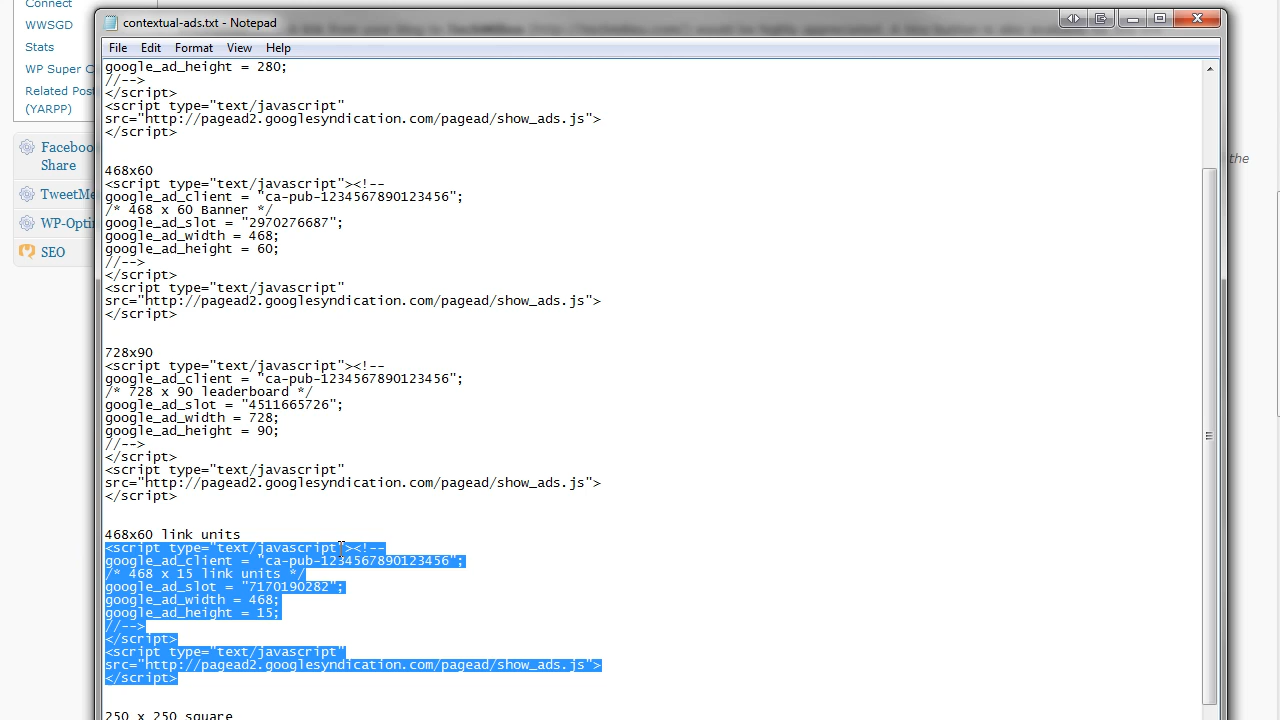 Connect
WWSGD
Stats
WP Super C
Related Post
(YARPP)
Faceboo
Share
TweetMe
WP-Optin
SEO
contextual-ads.txt - Notepad
File Edit Format View Help
google_ad_height = 280;
//-->
</script>
<script type="text/javascript"
src="http://pagead2.googlesyndication.com/pagead/show_ads.js">
</script>
468x60
<script type="text/javascript"><!--
google_ad_client = "ca-pub-1234567890123456";
/* 468 x 60 Banner */
google_ad_slot = "2970276687";
google_ad_width = 468;
google_ad_height = 60;
//-->
</script>
<script type="text/javascript"
src="http://pagead2.googlesyndication.com/pagead/show_ads.js">
</script>
728x90
<script type="text/javascript"><!--
google_ad_client = "ca-pub-1234567890123456";
/* 728 x 90 leaderboard */
google_ad_slot = "4511665726";
google_ad_width = 728;
google_ad_height = 90;
//-->
</script>
<script type="text/javascript"
src="http://pagead2.googlesyndication.com/pagead/show_ads.js">
</script>
468x60 link units
<script type="text/javascript"><!--
google_ad_client = "ca-pub-1234567890123456";
/* 468 x 15 link units */
google_ad_slot = "7170190282";
google_ad_width = 468;
google_ad_height = 15;
//-->
</script>
<script type="text/javascript"
src="http://pagead2.googlesyndication.com/pagead/show_ads.js">
</script>
250 x 250 square
the